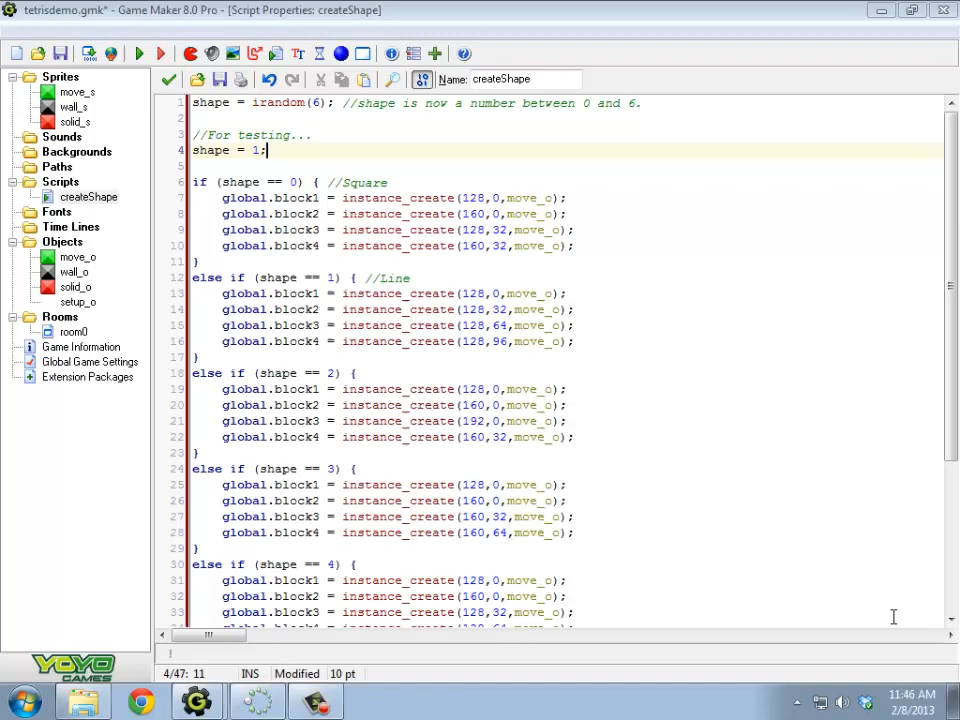 tetrisdemo.gmk* - Game Maker 8.0 Pro - [Script Properties: createShape]
Name: createShape
Sprites
move_s
wall_s
solid_s
Sounds
Backgrounds
Paths
Scripts
createShape
Fonts
Time Lines
Objects
move_o
wall_o
solid_o
setup_o
Rooms
room0
Game Information
Global Game Settings
Extension Packages
YOYO
GAMES
1 shape = irandom(6); //shape is now a number between 0 and 6.
2
3 //For testing...
4 shape = 1;
5
6 if (shape == 0) { //Square
7 global.block1 = instance_create(128,0,move_o);
8 global.block2 = instance_create(160,0,move_o);
9 global.block3 = instance_create(128,32,move_o);
10 global.block4 = instance_create(160,32,move_o);
11 }
12 else if (shape == 1) { //Line
13 global.block1 = instance_create(128,0,move_o);
14 global.block2 = instance_create(128,32,move_o);
15 global.block3 = instance_create(128,64,move_o);
16 global.block4 = instance_create(128,96,move_o);
17 }
18 else if (shape == 2) {
19 global.block1 = instance_create(128,0,move_o);
20 global.block2 = instance_create(160,0,move_o);
21 global.block3 = instance_create(192,0,move_o);
22 global.block4 = instance_create(160,32,move_o);
23 }
24 else if (shape == 3) {
25 global.block1 = instance_create(128,0,move_o);
26 global.block2 = instance_create(160,0,move_o);
27 global.block3 = instance_create(160,32,move_o);
28 global.block4 = instance_create(160,64,move_o);
29 }
30 else if (shape == 4) {
31 global.block1 = instance_create(128,0,move_o);
32 global.block2 = instance_create(160,0,move_o);
33 global.block3 = instance_create(128,32,move_o);
4/47: 11 INS Modified 10 pt
11:46 AM
2/8/2013